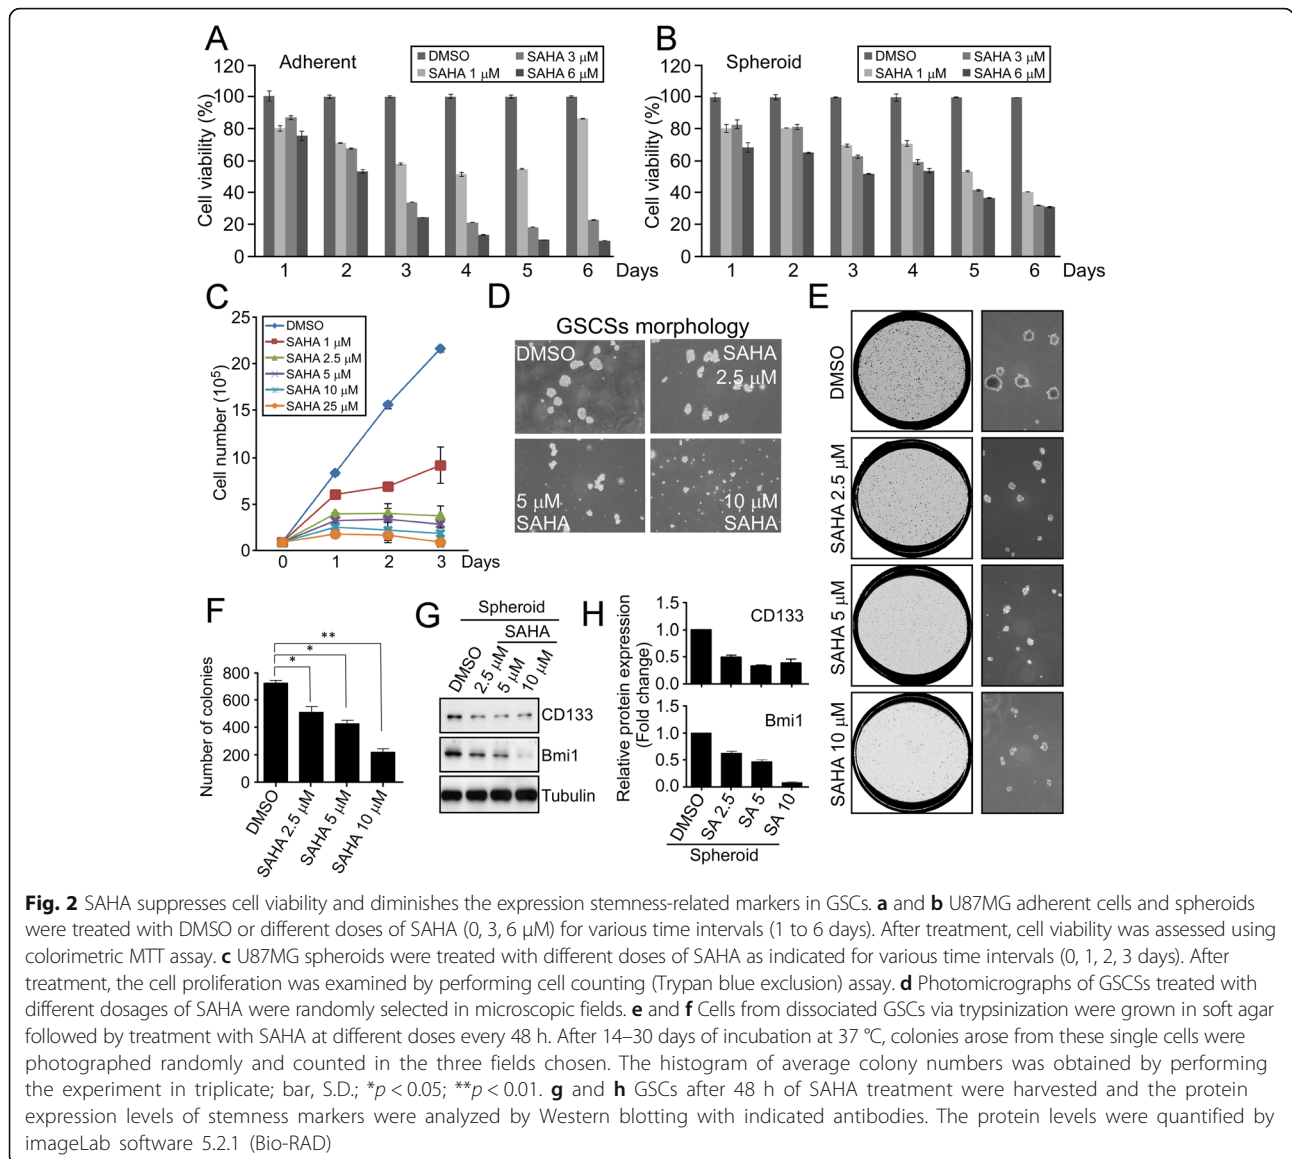 A
Adherent
DMSO
SAHA 3 μM
SAHA 1 μM
SAHA 6 μM
120
100
80
60
40
20
0
Cell viability (%)
1 2 3 4 5 6 Days
B
Spheroid
DMSO
SAHA 3 μM
SAHA 1 μM
SAHA 6 μM
120
100
80
60
40
20
0
Cell viability (%)
1 2 3 4 5 6 Days
C
25
20
15
10
5
0
Cell number (10⁵)
DMSO
SAHA 1 μM
SAHA 2.5 μM
SAHA 5 μM
SAHA 10 μM
SAHA 25 μM
0 1 2 3 Days
D
GSCSs morphology
DMSO
SAHA
2.5 μM
5 μM
SAHA
10 μM
SAHA
E
DMSO
SAHA 2.5 μM
SAHA 5 μM
SAHA 10 μM
F
**
*
*
800
600
400
200
0
Number of colonies
DMSO
SAHA 2.5 μM
SAHA 5 μM
SAHA 10 μM
G
Spheroid
SAHA
DMSO
2.5 μM
5 μM
10 μM
CD133
Bmi1
Tubulin
H
Relative protein expression
(Fold change)
1.5
1.0
0.5
0.0
CD133
1.5
1.0
0.5
0.0
Bmi1
DMSO
SA 2.5
SA 5
SA 10
Spheroid
Fig. 2 SAHA suppresses cell viability and diminishes the expression stemness-related markers in GSCs. a and b U87MG adherent cells and spheroids
were treated with DMSO or different doses of SAHA (0, 3, 6 μM) for various time intervals (1 to 6 days). After treatment, cell viability was assessed using
colorimetric MTT assay. c U87MG spheroids were treated with different doses of SAHA as indicated for various time intervals (0, 1, 2, 3 days). After
treatment, the cell proliferation was examined by performing cell counting (Trypan blue exclusion) assay. d Photomicrographs of GSCSs treated with
different dosages of SAHA were randomly selected in microscopic fields. e and f Cells from dissociated GSCs via trypsinization were grown in soft agar
followed by treatment with SAHA at different doses every 48 h. After 14–30 days of incubation at 37 °C, colonies arose from these single cells were
photographed randomly and counted in the three fields chosen. The histogram of average colony numbers was obtained by performing
the experiment in triplicate; bar, S.D.; *p < 0.05; **p < 0.01. g and h GSCs after 48 h of SAHA treatment were harvested and the protein
expression levels of stemness markers were analyzed by Western blotting with indicated antibodies. The protein levels were quantified by
imageLab software 5.2.1 (Bio-RAD)